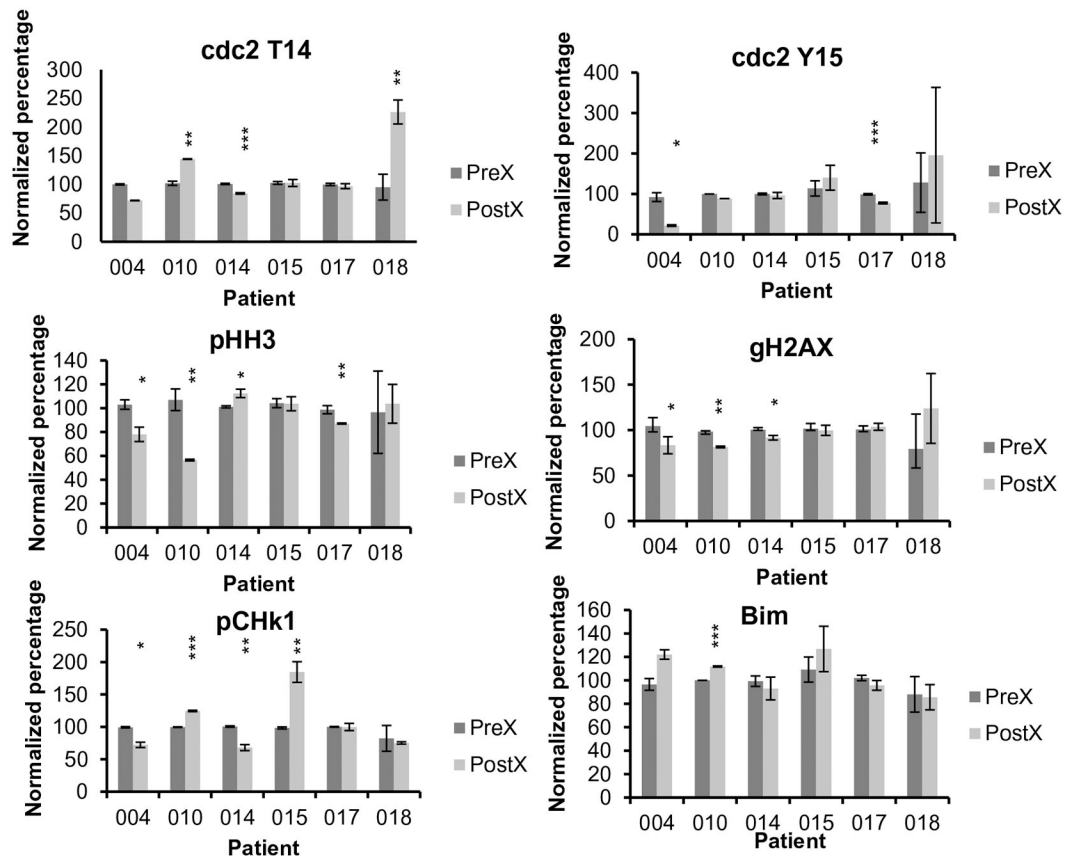 cdc2 T14
Normalized percentage
300
250
200
150
100
50
0
**
***
**
PreX
PostX
004 010 014 015 017 018
Patient
cdc2 Y15
Normalized percentage
400
300
200
100
0
*
***
PreX
PostX
004 010 014 015 017 018
Patient
pHH3
Normalized percentage
140
120
100
80
60
40
20
0
*
**
*
**
PreX
PostX
004 010 014 015 017 018
Patient
gH2AX
Normalized percentage
200
150
100
50
0
*
**
*
PreX
PostX
004 010 014 015 017 018
Patient
pCHk1
Normalized percentage
250
200
150
100
50
0
*
***
**
**
PreX
PostX
004 010 014 015 017 018
Patient
Bim
Normalized percentage
160
140
120
100
80
60
40
20
0
***
PreX
PostX
004 010 014 015 017 018
Patient